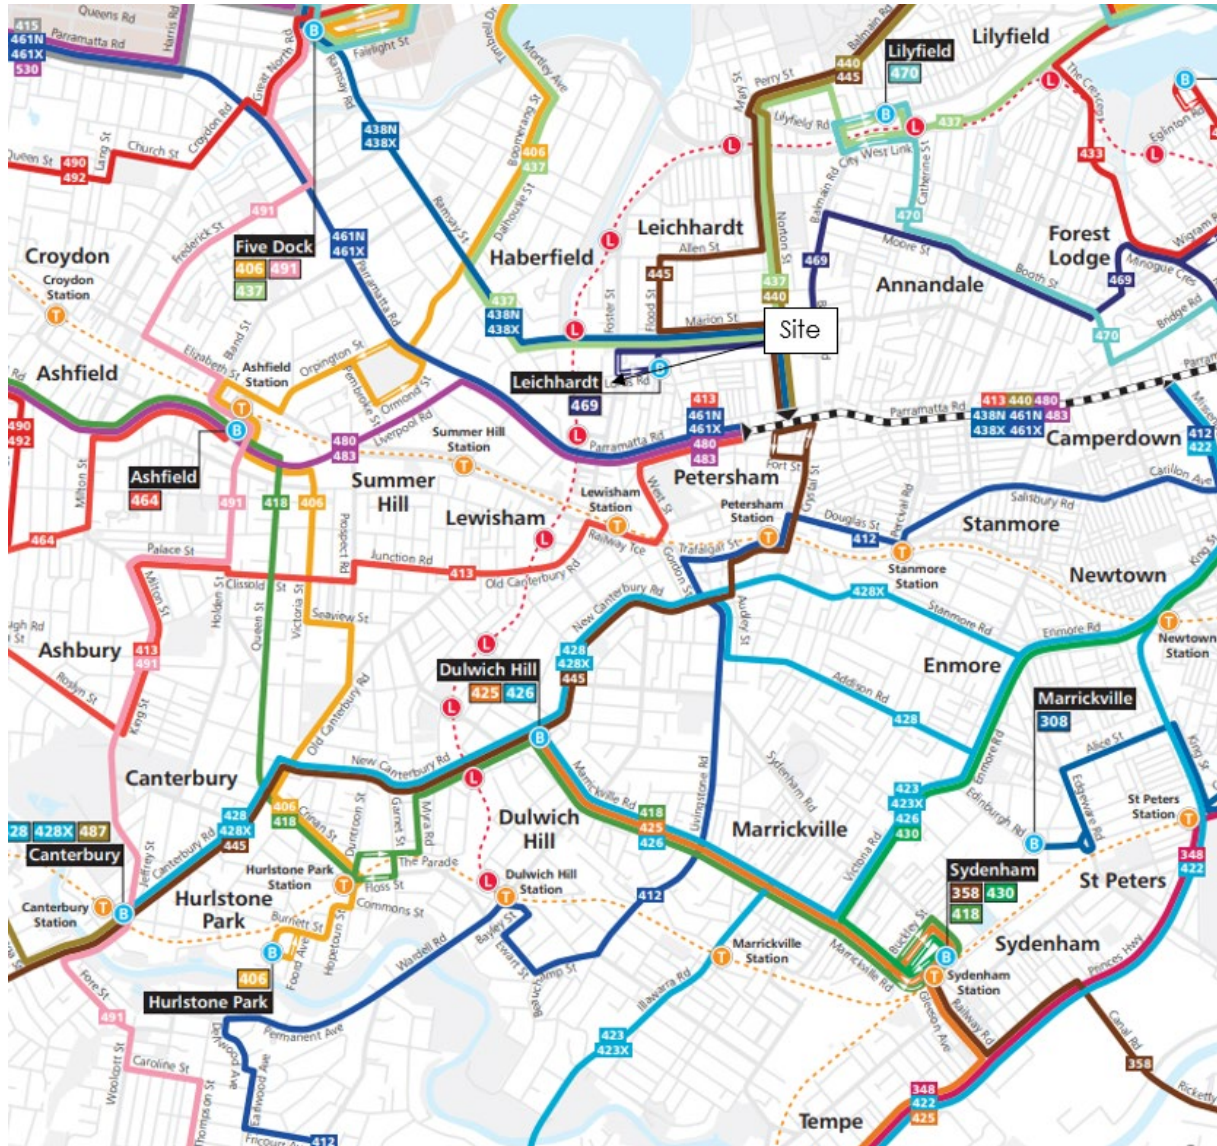 Queens Rd
415
461N
461X
530
Parramatta Rd
Harris Rd
Great North Rd
B
Fairlight St
Ramsay Rd
Timbrell Dr
Mortley Ave
Boomerang St
406
437
Dalhouse St
438N
438X
Ramsay St
Balmain Rd
440
445
Perry St
May St
Lilyfield
470
Lilyfield
B
Lilyfield Rd
L
437
City West Link
Catherine St
The Crescent
433
Eglinton Rd
Croydon Rd
Church St
Lang St
Queen St
490
492
491
Frederick St
Five Dock
406 491
437
461N
461X
Parramatta Rd
Croydon
Croydon
Station
T
Haberfield
437
438N
438X
Leichhardt
Allen St
445
Flood St
Foster St
Marion St
Norton St
437
440
Balmain Rd
469
470
Moore St
Annandale
Booth St
Forest
Lodge
Wigram Rd
Minogue Cres
469
Bridge Rd
470
Site
Leichhardt
469
Ashfield
Elizabeth St
Bland St
Ashfield
Station
Orpington St
Pembroke St
Ormond St
Liverpool Rd
480
483
Summer Hill
Station
Summer
Hill
Ashfield
464
490
492
Milton St
464
491
418
406
Prospect Rd
413
461N
461X
480
483
Parramatta Rd
Petersham
Fort St
Crystal St
West St
Lewisham
Lewisham
Station
Railway Tce
Petersham
Station
Trafalgar St
Gordon St
Douglas St
412
Percival Rd
Stanmore
Station
Stanmore
Salisbury Rd
Parramatta Rd
413 440 480
438N 461N 483
438X 461X
Camperdown
412
422
Carillon Ave
King St
Newtown
Newtown
Station
Palace St
Milton St
Clissold St
Holden St
Queen St
Victoria St
Junction Rd
413
Old Canterbury Rd
Seaview St
Old Canterbury Rd
Ashbury
413
491
Roslyn St
King St
New Canterbury Rd
Audley St
428X
Stanmore Rd
Enmore Rd
Enmore
Addison Rd
428
Enmore Rd
428
428X
445
Dulwich Hill
425 426
Marrickville
308
Alice St
Edgeware Rd
Edinburgh Rd
King St
St Peters
Station
348
422
St Peters
Canterbury
New Canterbury Rd
406
418
Crinan St
428
428X
445
Canterbury Rd
Jeffrey St
428X 487
Canterbury
Canterbury
Station
Duntroon St
Garnet St
Myra Rd
The Parade
Floss St
Hurlstone Park
Station
Commons St
Hurlstone
Park
Burnett St
Foord Ave
Hopetoun St
406
Hurlstone Park
Dulwich
Hill
Dulwich Hill
Station
Marrickville Rd
418
425
426
Livingstone Rd
Sydenham Rd
Marrickville
423
423X
426
430
Victoria Rd
412
Bayley St
Ewart St
Wardell Rd
Permanent Ave
Illawarra Rd
423
423X
Marrickville
Station
Marrickville Rd
Buckley St
Sydenham
358 430
418
Sydenham
Station
Sydenham
Princes Hwy
Railway Rd
Gleeson Ave
Canal Rd
358
Ricketty
348
422
425
Tempe
Fore St
491
Woolcott St
Caroline St
Thompson St
Earlwood Ave
412